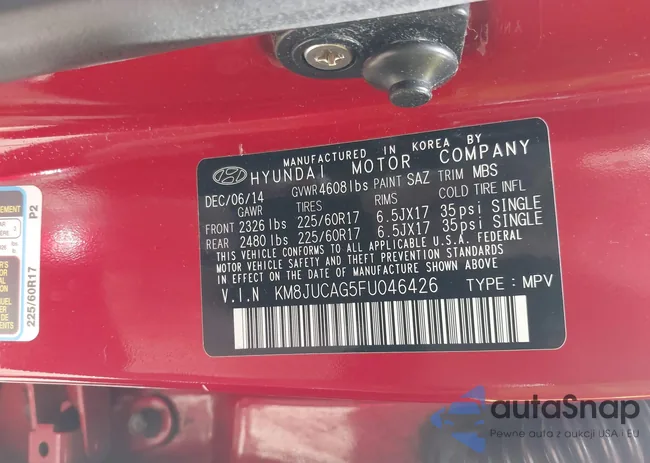 MANUFACTURED IN KOREA BY
HYUNDAI MOTOR COMPANY
DEC/06/14 GVWR 4608 lbs PAINT SAZ TRIM MBS
GAWR TIRES RIMS COLD TIRE INFL
FRONT 2326 lbs 225/60R17 6.5JX17 35psi SINGLE
REAR 2480 lbs 225/60R17 6.5JX17 35psi SINGLE
THIS VEHICLE CONFORMS TO ALL APPLICABLE U.S.A. FEDERAL
MOTOR VEHICLE SAFETY AND THEFT PREVENTION STANDARDS
IN EFFECT ON THE DATE OF MANUFACTURE SHOWN ABOVE.
V.I.N KM8JUCAG5FU046426 TYPE : MPV
225/60R17 P2
autaSnap
Pewne auta z aukcji USA i EU